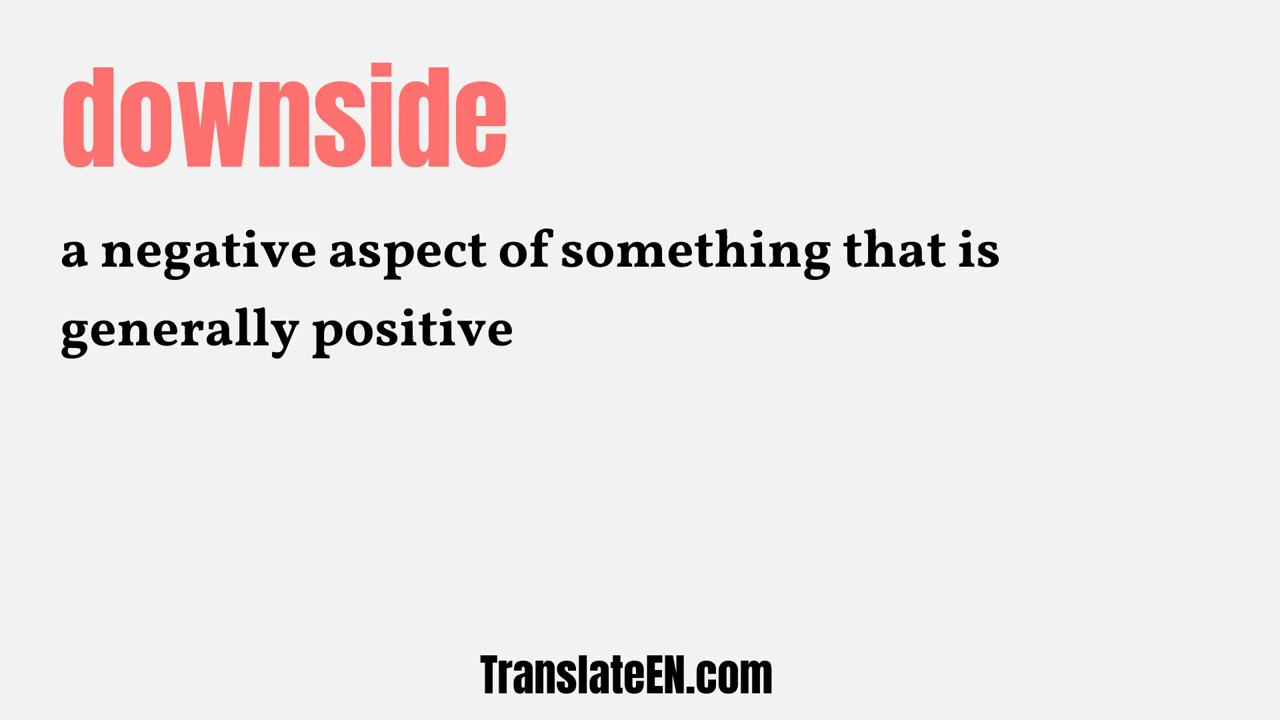 downside
a negative aspect of something that is
generally positive
TranslateEN.com